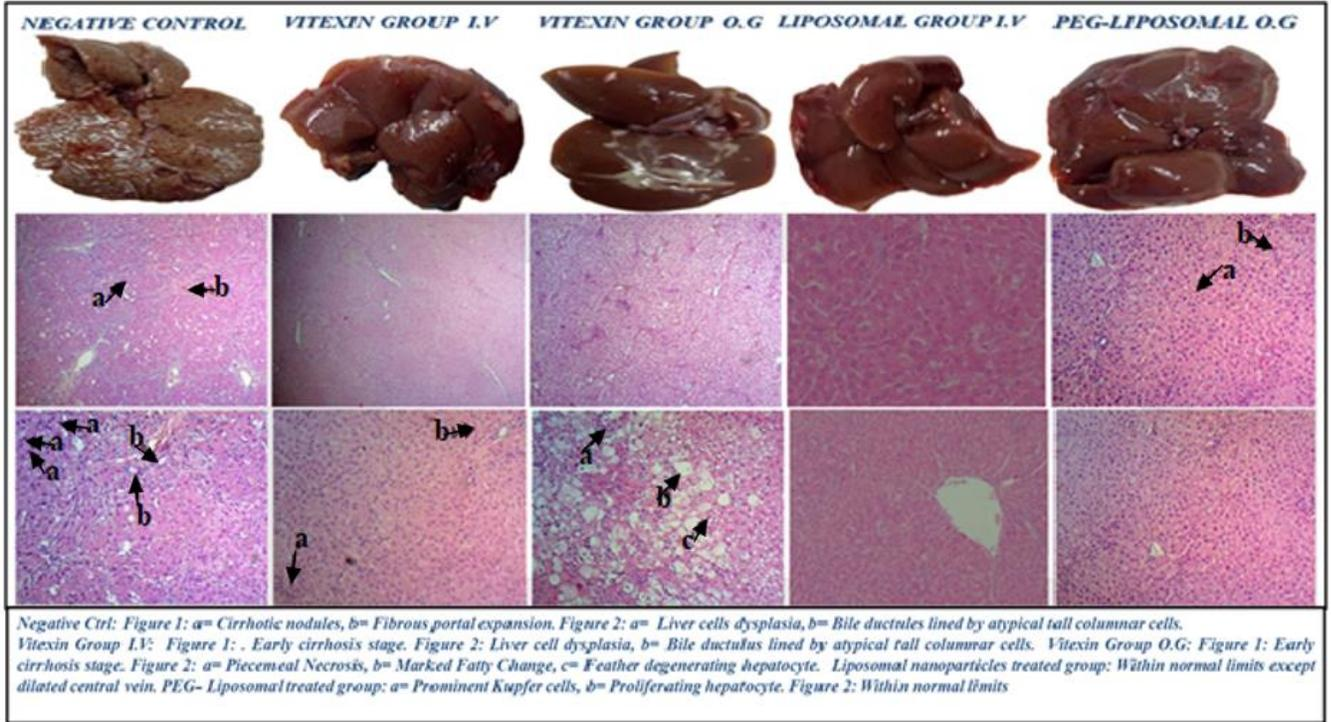 NEGATIVE CONTROL VITEXIN GROUP I.V VITEXIN GROUP O.G LIPOSOMAL GROUP I.V PEG-LIPOSOMAL O.G
a b
b
a
a a b
a
b
b
a
a
b
c
Negative Ctrl: Figure 1: a= Cirrhotic nodules, b= Fibrous portal expansion. Figure 2: a= Liver cells dysplasia, b= Bile ductules lined by atypical tall columnar cells.
Vitexin Group I.V: Figure 1: . Early cirrhosis stage. Figure 2: Liver cell dysplasia, b= Bile ductulus lined by atypical tall columnar cells. Vitexin Group O.G: Figure 1: Early
cirrhosis stage. Figure 2: a= Piecemeal Necrosis, b= Marked Fatty Change, c= Feather degenerating hepatocyte. Liposomal nanoparticles treated group: Within normal limits except
dilated central vein. PEG- Liposomal treated group: a= Prominent Kupfer cells, b= Proliferating hepatocyte. Figure 2: Within normal limits